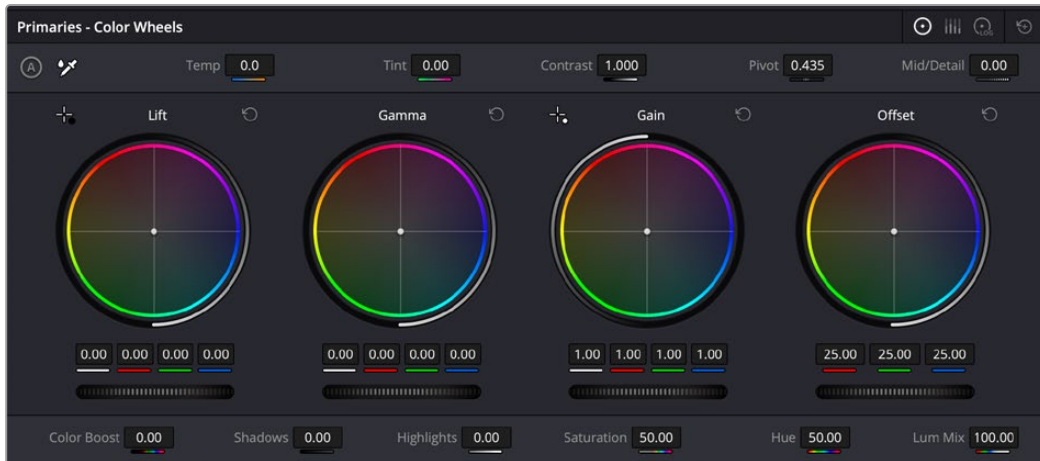 Primaries - Color Wheels
LOG
A Temp 0.0 Tint 0.00 Contrast 1.000 Pivot 0.435 Mid/Detail 0.00
Lift Gamma Gain Offset
0.00 0.00 0.00 0.00 0.00 0.00 0.00 0.00 1.00 1.00 1.00 1.00 25.00 25.00 25.00
Color Boost 0.00 Shadows 0.00 Highlights 0.00 Saturation 50.00 Hue 50.00 Lum Mix 100.00